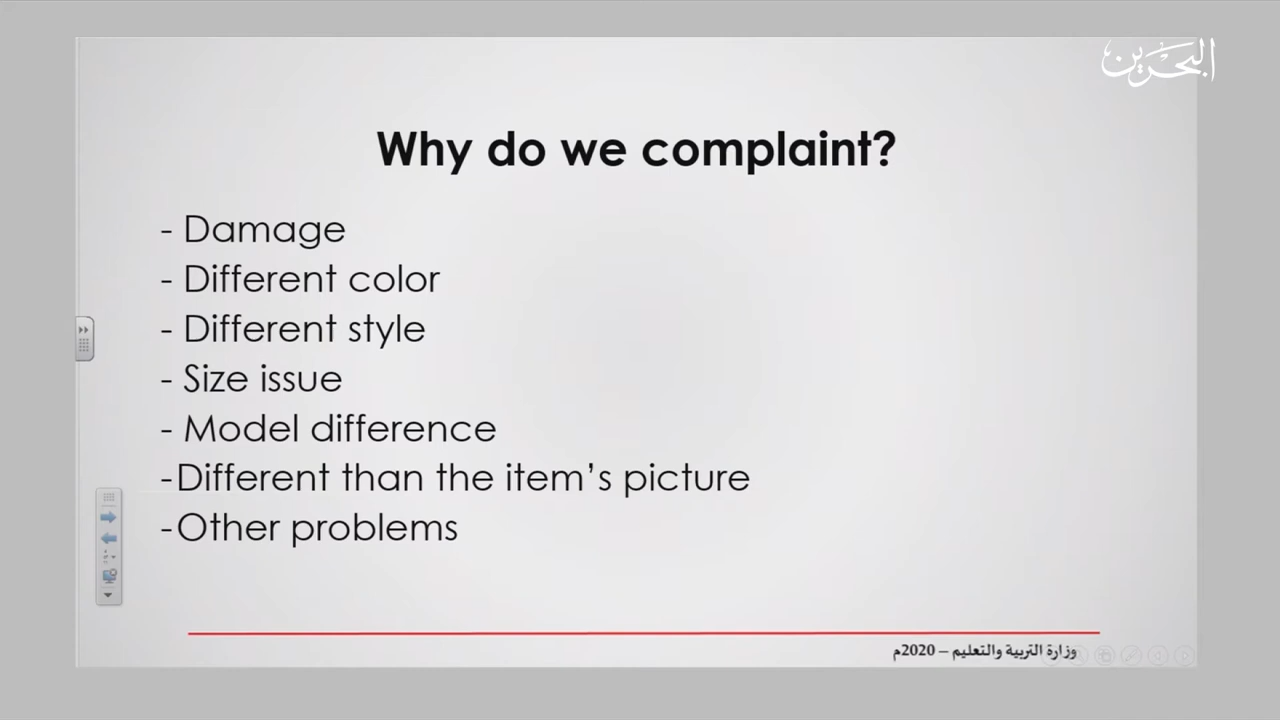 البحرين
Why do we complaint?
- Damage
- Different color
- Different style
- Size issue
- Model difference
-Different than the item’s picture
-Other problems
وزارة التربية والتعليم – 2020م